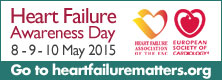 Heart Failure
Awareness Day
8 - 9 - 10 May 2015
HEART FAILURE
ASSOCIATION
OF THE ESC
EUROPEAN
SOCIETY OF
CARDIOLOGY®
Go to heartfailurematters.org